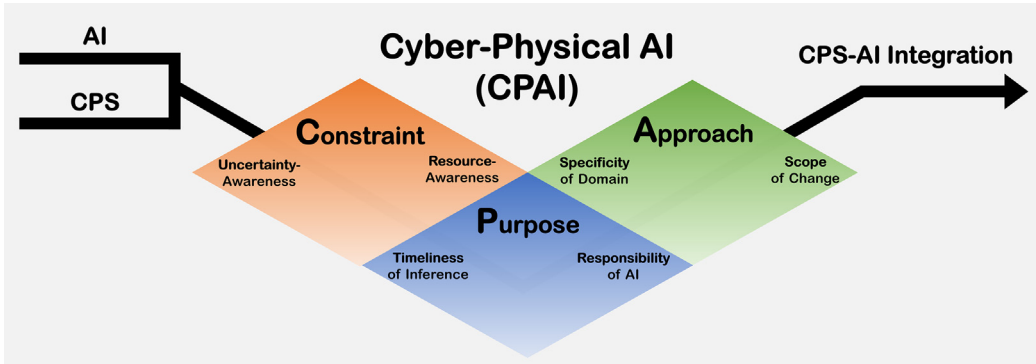 AI
CPS
Cyber-Physical AI
(CPAI)
CPS-AI Integration
Constraint
Uncertainty-
Awareness
Resource-
Awareness
Purpose
Timeliness
of Inference
Responsibility
of AI
Approach
Specificity
of Domain
Scope
of Change